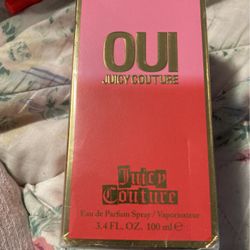 OUI
JUICY COUTURE
Juicy
Couture
Eau de Parfum Spray / Vaporisateur
3.4 FL. OZ. 100 ml ℮